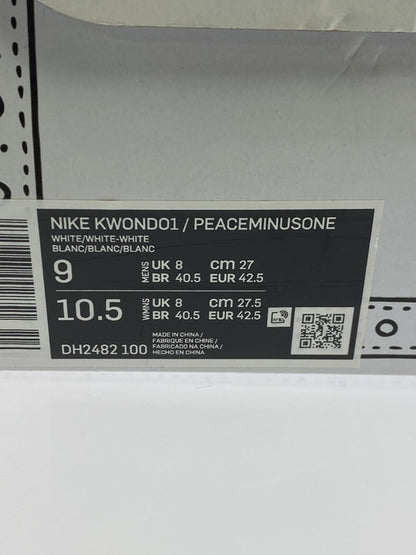 NIKE KWONDO1 / PEACEMINUSONE
WHITE/WHITE-WHITE
BLANC/BLANC/BLANC
9 MENS UK 8 cm 27
BR 40.5 EUR 42.5
10.5 WMNS UK 8 cm 27.5
BR 40.5 EUR 42.5
DH2482 100
MADE IN CHINA /
FABRIQUE EN CHINE /
FABRICADO NA CHINA /
HECHO EN CHINA